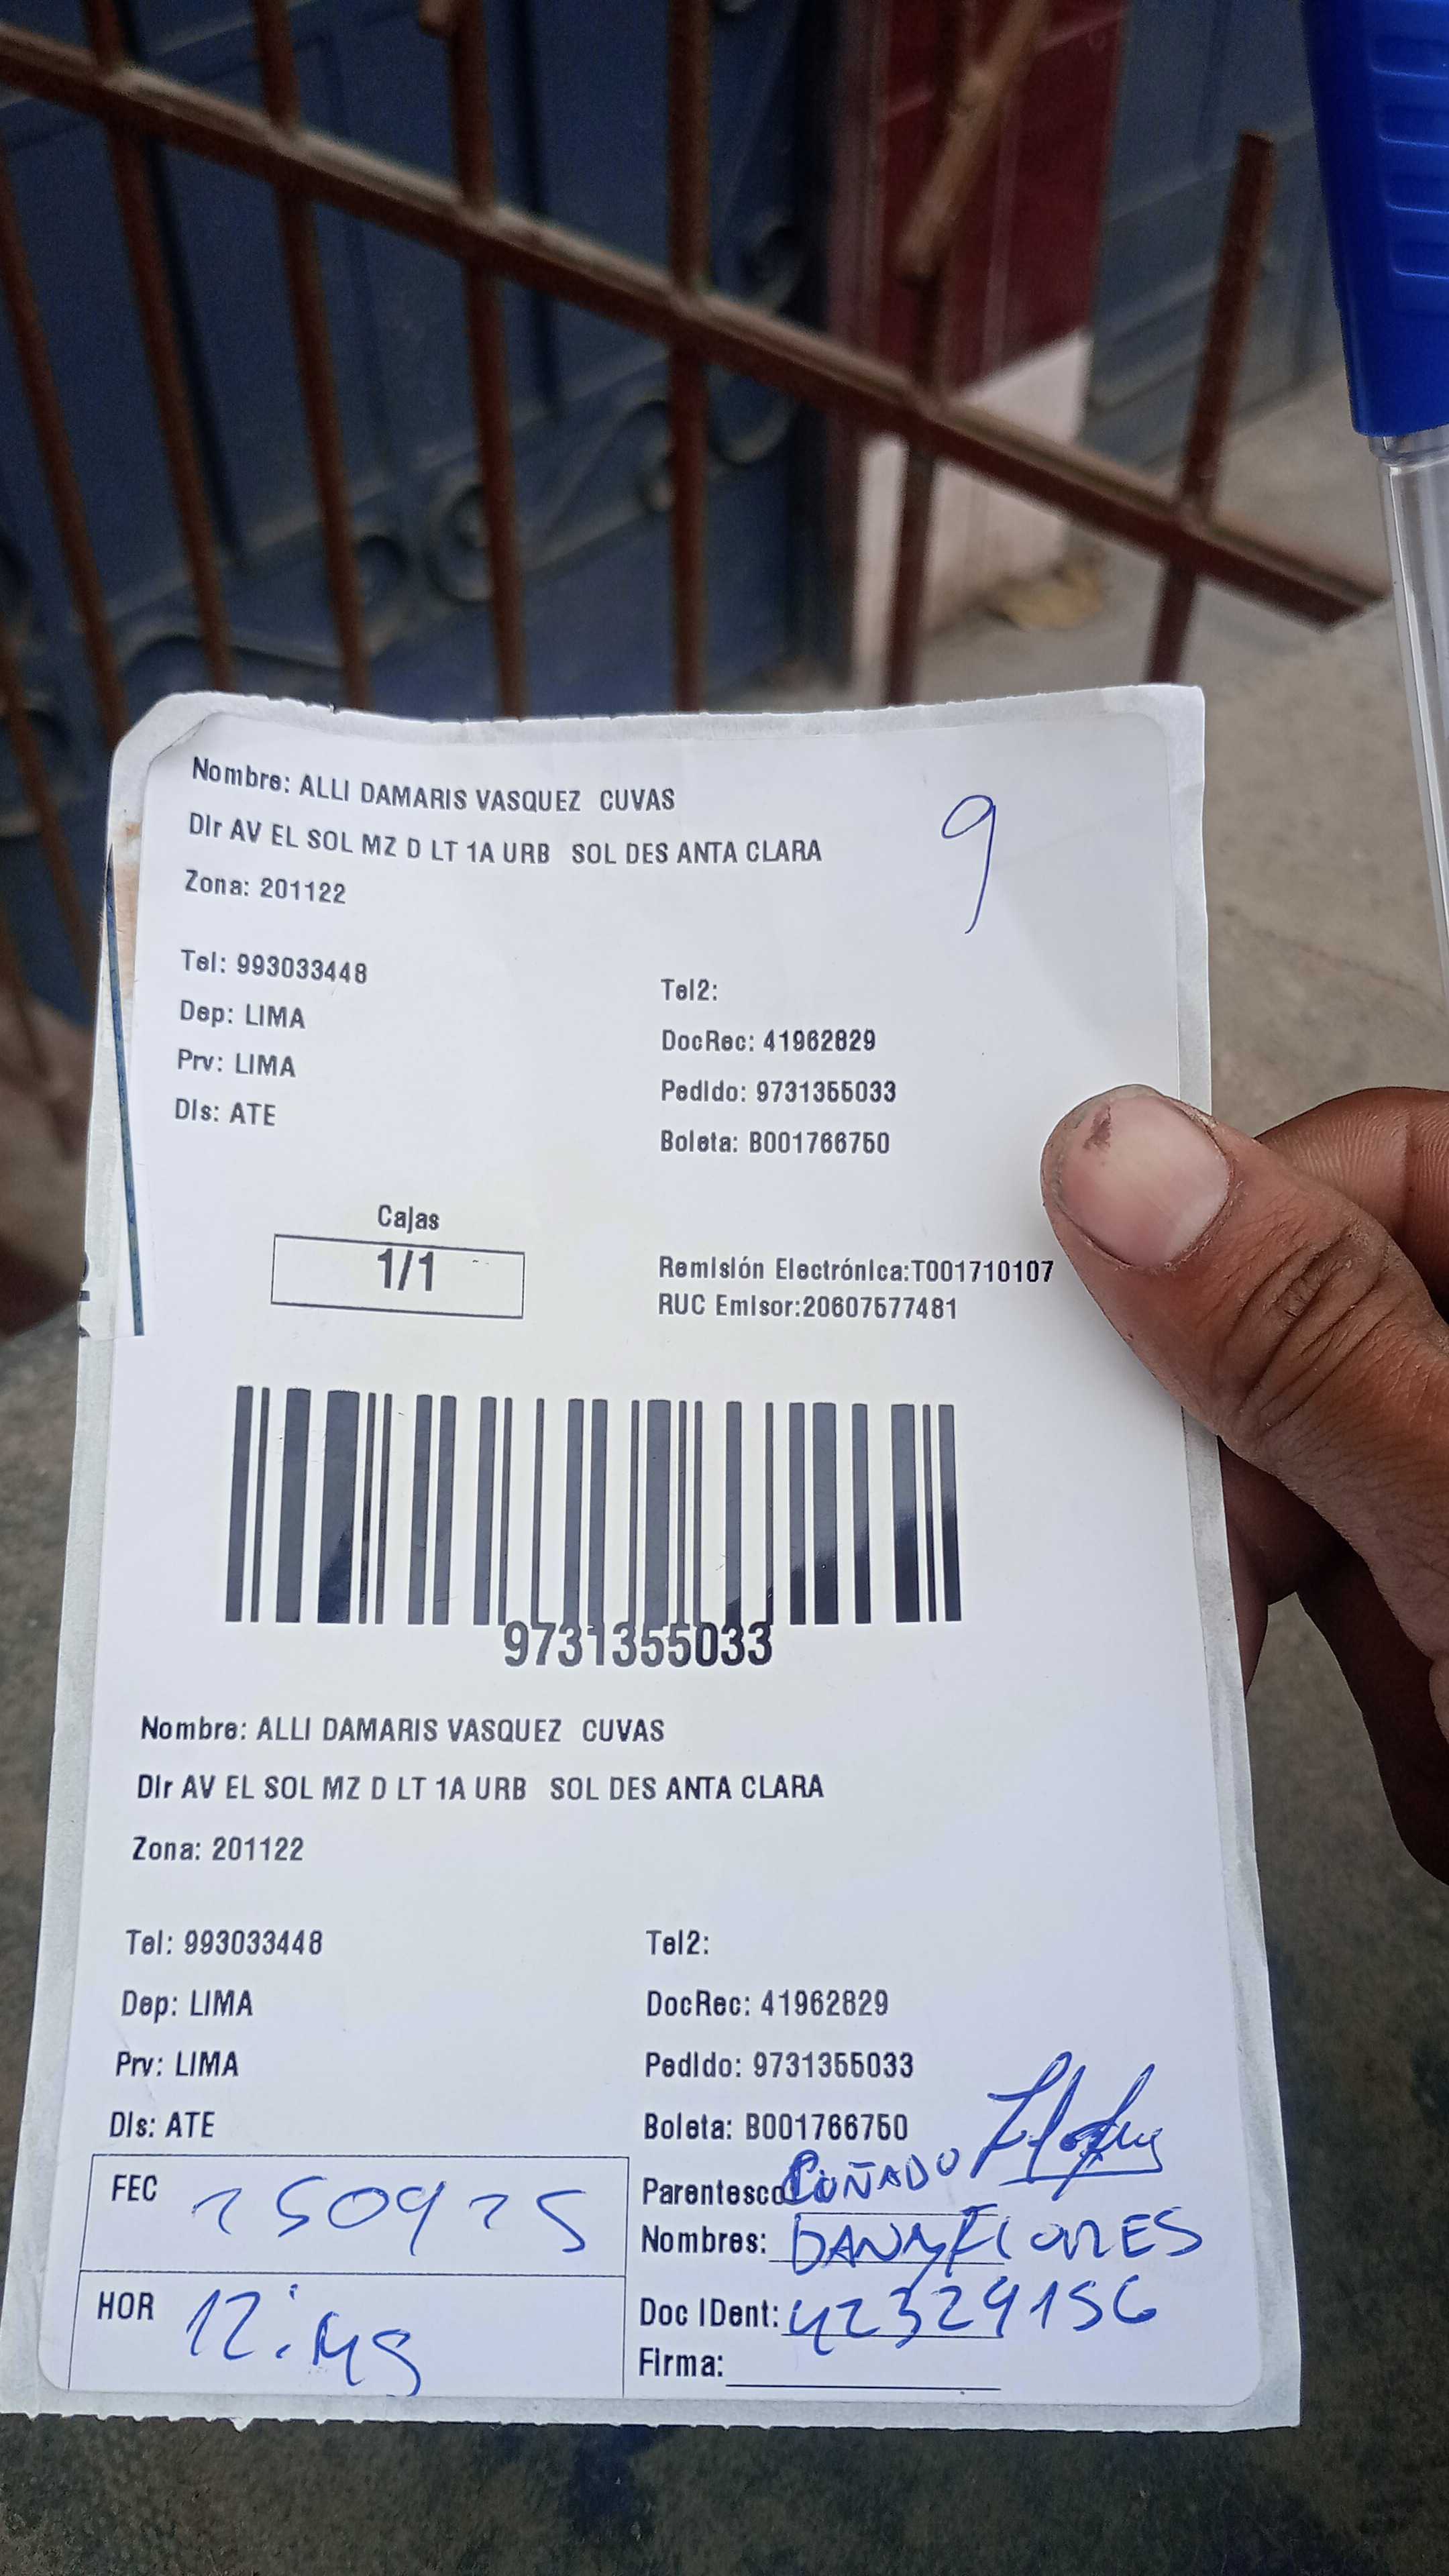 Nombre: ALLI DAMARIS VASQUEZ CUVAS
9
Dir AV EL SOL MZ D LT 1A URB SOL DES ANTA CLARA
Zona: 201122
Tel: 993033448
Tel2:
Dep: LIMA
DocRec: 41962829
Prv: LIMA
Pedido: 9731355033
Dis: ATE
Boleta: B001766750
Cajas
1/1
Remisión Electrónica:T001710107
RUC Emisor:20607577481
9731355033
Nombre: ALLI DAMARIS VASQUEZ CUVAS
Dir AV EL SOL MZ D LT 1A URB SOL DES ANTA CLARA
Zona: 201122
Tel: 993033448
Tel2:
Dep: LIMA
DocRec: 41962829
Prv: LIMA
Pedido: 9731355033
Dis: ATE
Boleta: B001766750
FEC 250925
Parentesco CUÑADO
Nombres: DANY FLORES
HOR
Doc IDent: 42329156
Firma: